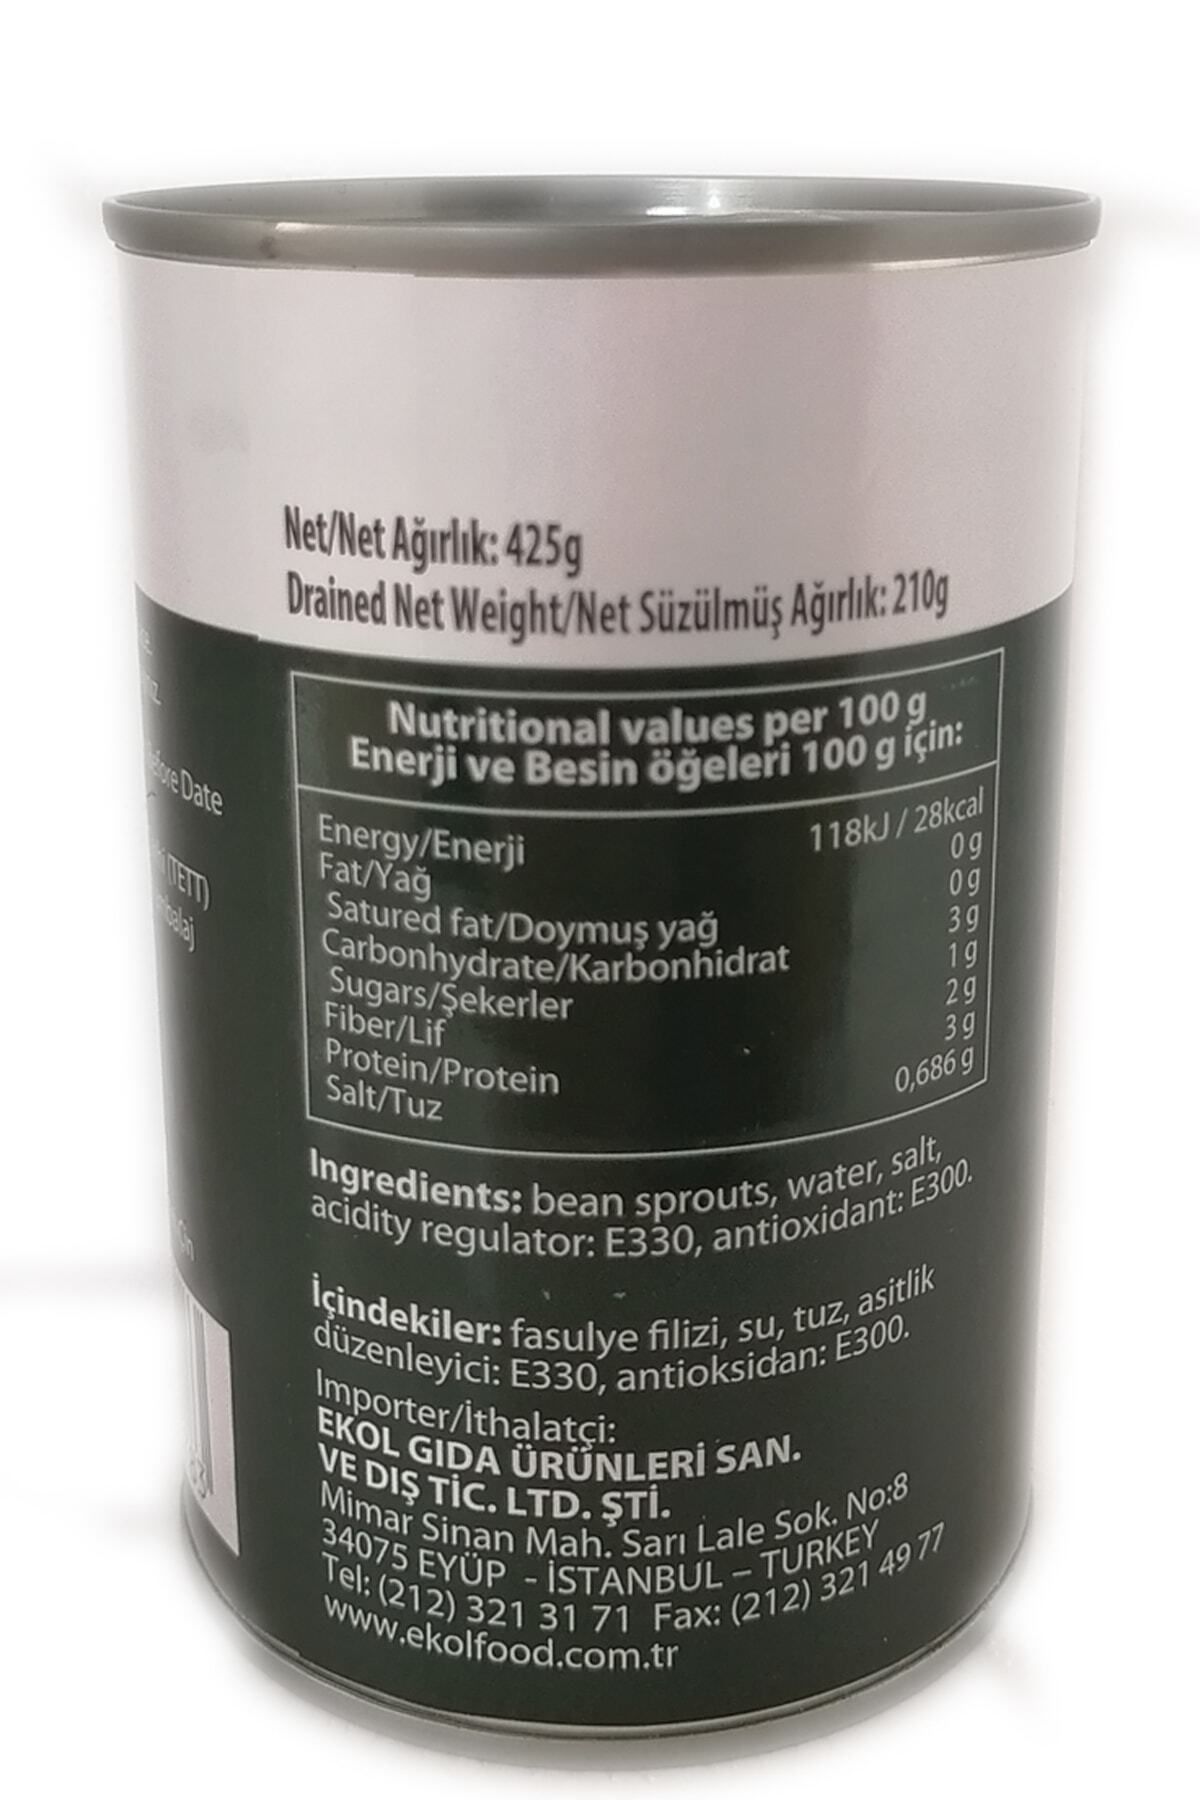 Net/Net Ağırlık: 425g
Drained Net Weight/Net Süzülmüş Ağırlık: 210g
Nutritional values per 100 g
Enerji ve Besin öğeleri 100 g için:
Energy/Enerji 118kJ / 28kcal
Fat/Yağ 0 g
Satured fat/Doymuş yağ 0 g
Carbonhydrate/Karbonhidrat 3 g
Sugars/Şekerler 1 g
Fiber/Lif 2 g
Protein/Protein 3 g
Salt/Tuz 0,686 g
Ingredients: bean sprouts, water, salt,
acidity regulator: E330, antioxidant: E300.
İçindekiler: fasulye filizi, su, tuz, asitlik
düzenleyici: E330, antioksidan: E300.
Importer/İthalatçi:
EKOL GIDA ÜRÜNLERİ SAN.
VE DIŞ TİC. LTD. ŞTİ.
Mimar Sinan Mah. Sarı Lale Sok. No:8
34075 EYÜP - İSTANBUL – TURKEY
Tel: (212) 321 31 71 Fax: (212) 321 49 77
www.ekolfood.com.tr
Date
(TETT)